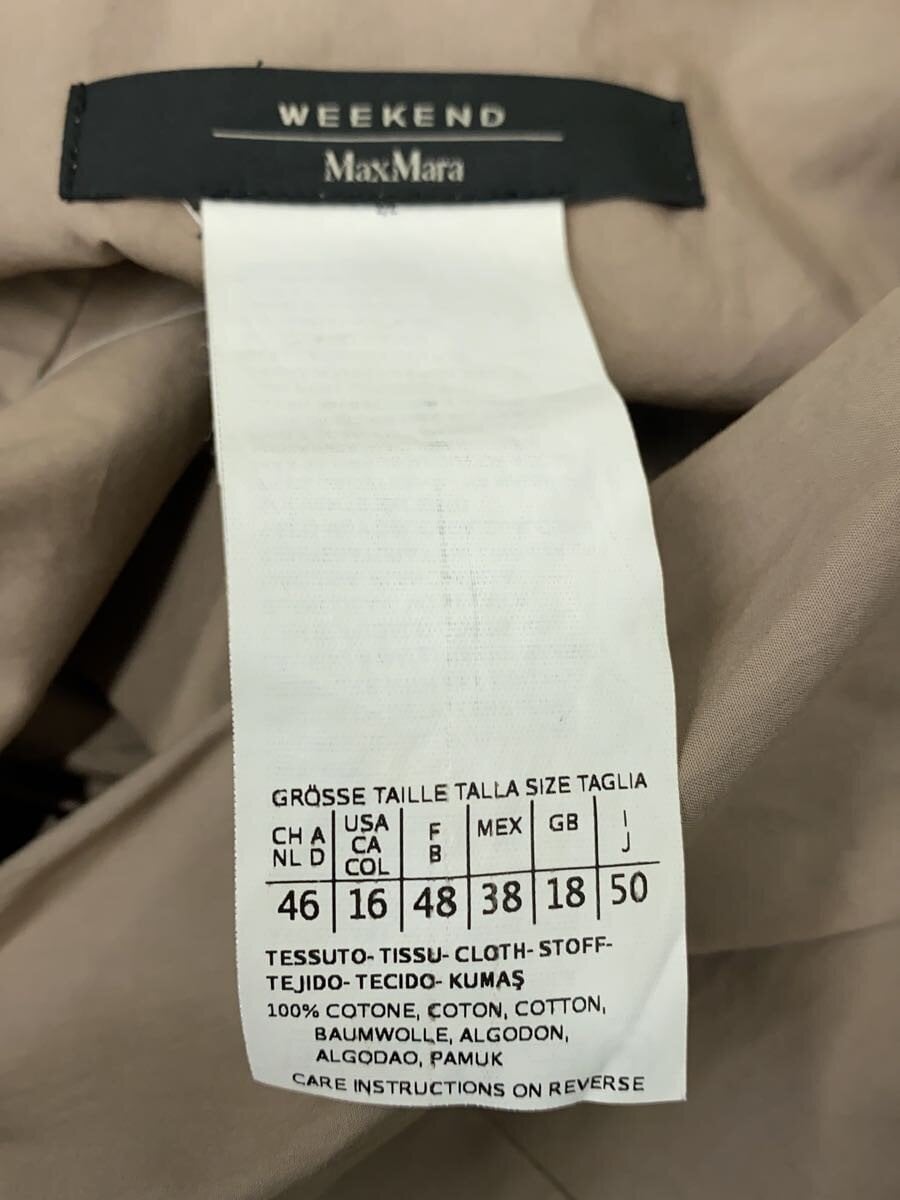 WEEKEND
MaxMara
GRÖSSE TAILLE TALLA SIZE TAGLIA
CH A NL D USA CA COL F B MEX GB I J
46 16 48 38 18 50
TESSUTO- TISSU- CLOTH- STOFF-
TEJIDO- TECIDO- KUMAŞ
100% COTONE, COTON, COTTON,
BAUMWOLLE, ALGODON,
ALGODAO, PAMUK
CARE INSTRUCTIONS ON REVERSE